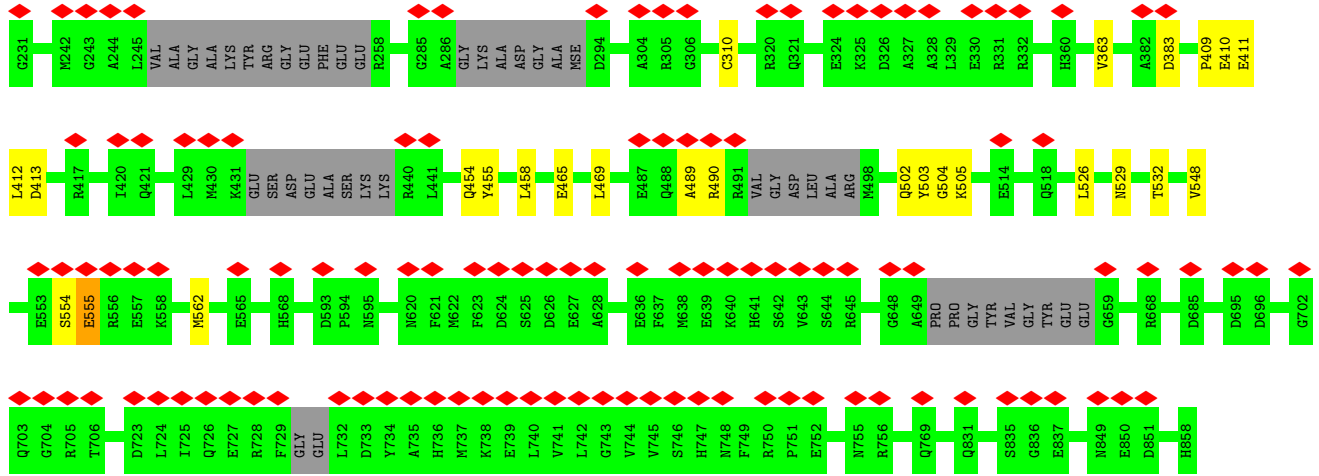 G231 M242 G243 A244 L245 VAL ALA GLY ALA LYS TYR ARG GLY GLU PHE GLU GLU R258 G285 A286 GLY LYS ALA ASP GLY ALA MSE D294 A304 R305 G306 C310 R320 Q321 E324 K325 D326 A327 A328 L329 E330 R331 R332 H360 V363 A382 D383 P409 E410 E411
L412 D413 R417 I420 Q421 L429 M430 K431 GLU SER ASP GLU ALA SER LYS LYS R440 L441 Q454 Y455 L458 E465 L469 E487 Q488 A489 R490 R491 VAL GLY ASP LEU ALA ARG M498 Q502 Y503 G504 K505 E514 Q518 L526 N529 T532 V548
E553 S554 E555 R556 E557 K558 M562 E565 H568 D593 P594 N595 N620 F621 M622 F623 D624 S625 D626 E627 A628 E636 F637 M638 E639 K640 H641 S642 V643 S644 R645 G648 A649 PRO PRO GLY TYR VAL GLY TYR GLU GLU G659 R668 D685 D695 D696 G702
Q703 G704 R705 T706 D723 L724 I725 Q726 E727 R728 F729 GLY GLU L732 D733 Y734 A735 H736 M737 K738 E739 L740 V741 L742 G743 V744 V745 S746 H747 N748 F749 R750 P751 E752 N755 R756 Q769 Q831 S835 G836 E837 N849 E850 D851 H858